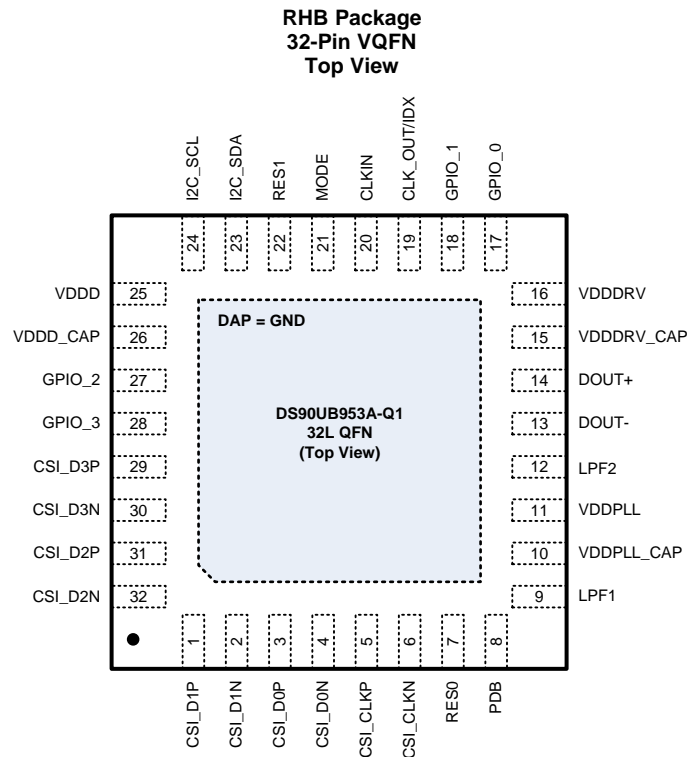 RHB Package
32-Pin VQFN
Top View
I2C_SCL
I2C_SDA
RES1
MODE
CLKIN
CLK_OUT/IDX
GPIO_1
GPIO_0
24
23
22
21
20
19
18
17
VDDD 25
VDDD_CAP 26
GPIO_2 27
GPIO_3 28
CSI_D3P 29
CSI_D3N 30
CSI_D2P 31
CSI_D2N 32
DAP = GND
DS90UB953A-Q1
32L QFN
(Top View)
16 VDDDRV
15 VDDDRV_CAP
14 DOUT+
13 DOUT-
12 LPF2
11 VDDPLL
10 VDDPLL_CAP
9 LPF1
1
2
3
4
5
6
7
8
CSI_D1P
CSI_D1N
CSI_D0P
CSI_D0N
CSI_CLKP
CSI_CLKN
RES0
PDB